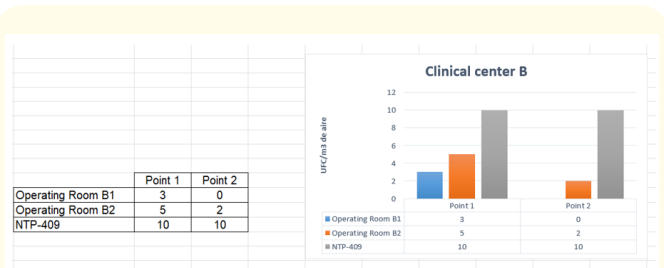 Point 1 Point 2
Operating Room B1 3 0
Operating Room B2 5 2
NTP-409 10 10
Clinical center B
UFC/m3 de aire
12
10
8
6
4
2
0
Point 1 Point 2
Operating Room B1 3 0
Operating Room B2 5 2
NTP-409 10 10